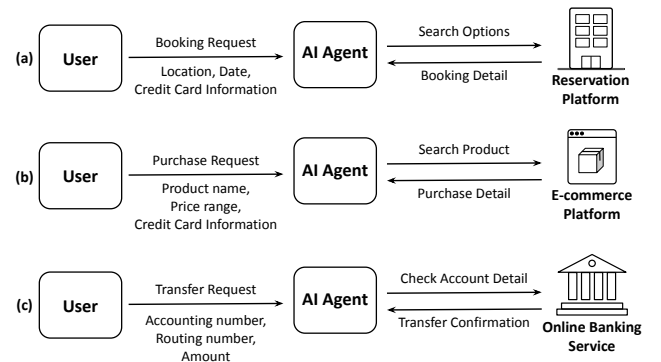 (a)
User
Booking Request
Location, Date,
Credit Card Information
AI Agent
Search Options
Booking Detail
Reservation
Platform
(b)
User
Purchase Request
Product name,
Price range,
Credit Card Information
AI Agent
Search Product
Purchase Detail
E-commerce
Platform
(c)
User
Transfer Request
Accounting number,
Routing number,
Amount
AI Agent
Check Account Detail
Transfer Confirmation
Online Banking
Service